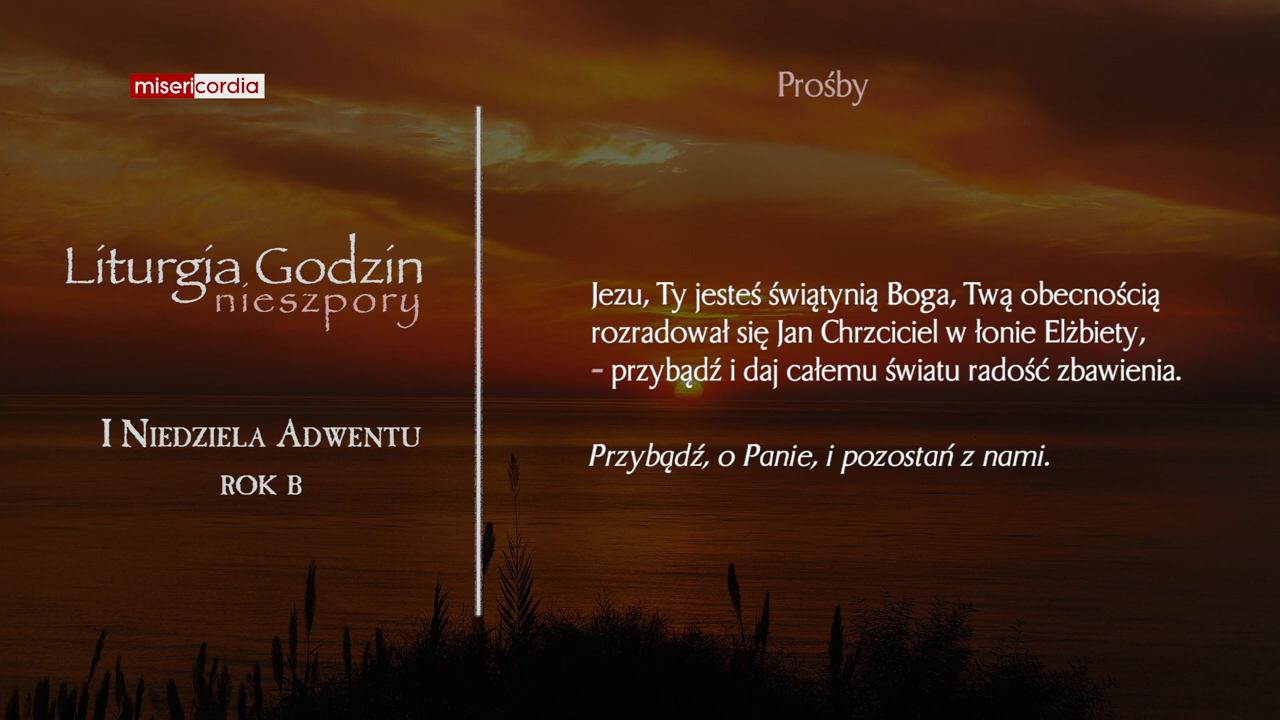 misericordia
Liturgia Godzin
nieszpory
I Niedziela Adwentu
rok B
Prośby
Jezu, Ty jesteś świątynią Boga, Twą obecnością
rozradował się Jan Chrzciciel w łonie Elżbiety,
- przybądź i daj całemu światu radość zbawienia.
Przybądź, o Panie, i pozostań z nami.